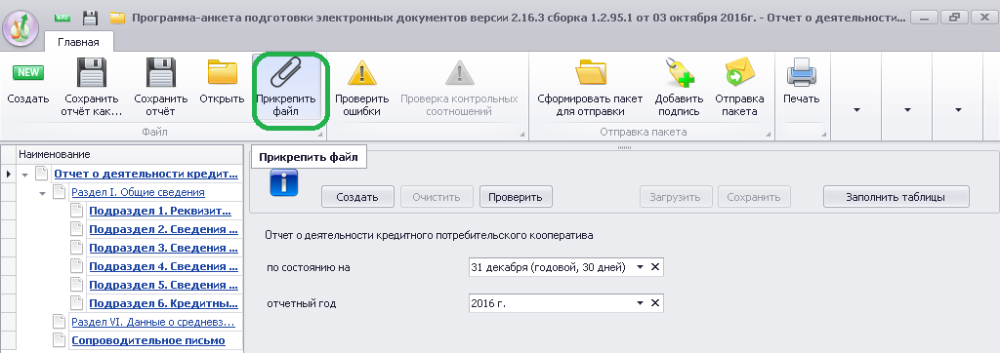 Программа-анкета подготовки электронных документов версии 2.16.3 сборка 1.2.95.1 от 03 октября 2016г. - Отчет о деятельности...
Главная
NEW
Создать
Сохранить отчёт как...
Сохранить отчёт
Открыть
Прикрепить файл
Проверить ошибки
Проверка контрольных соотношений
Сформировать пакет для отправки
Добавить подпись
Отправка пакета
Печать
Файл
Отправка пакета
Наименование
Прикрепить файл
Отчет о деятельности кредит...
Раздел I. Общие сведения
Подраздел 1. Реквизит...
Подраздел 2. Сведения ...
Подраздел 3. Сведения ...
Подраздел 4. Сведения ...
Подраздел 5. Сведения ...
Подраздел 6. Кредитны...
Раздел VI. Данные о средневз...
Сопроводительное письмо
Создать
Очистить
Проверить
Загрузить
Сохранить
Заполнить таблицы
Отчет о деятельности кредитного потребительского кооператива
по состоянию на
31 декабря (годовой, 30 дней)
отчетный год
2016 г.